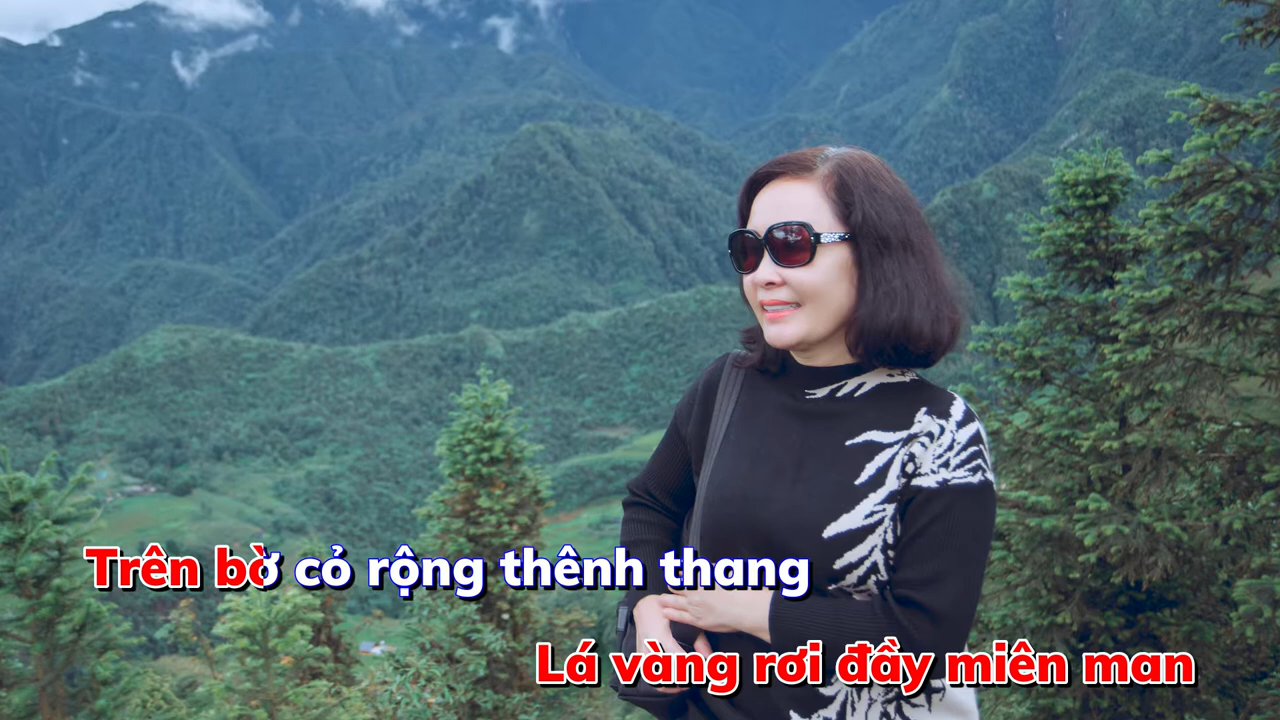 Trên bờ cỏ rộng thênh thang
Lá vàng rơi đầy miên man